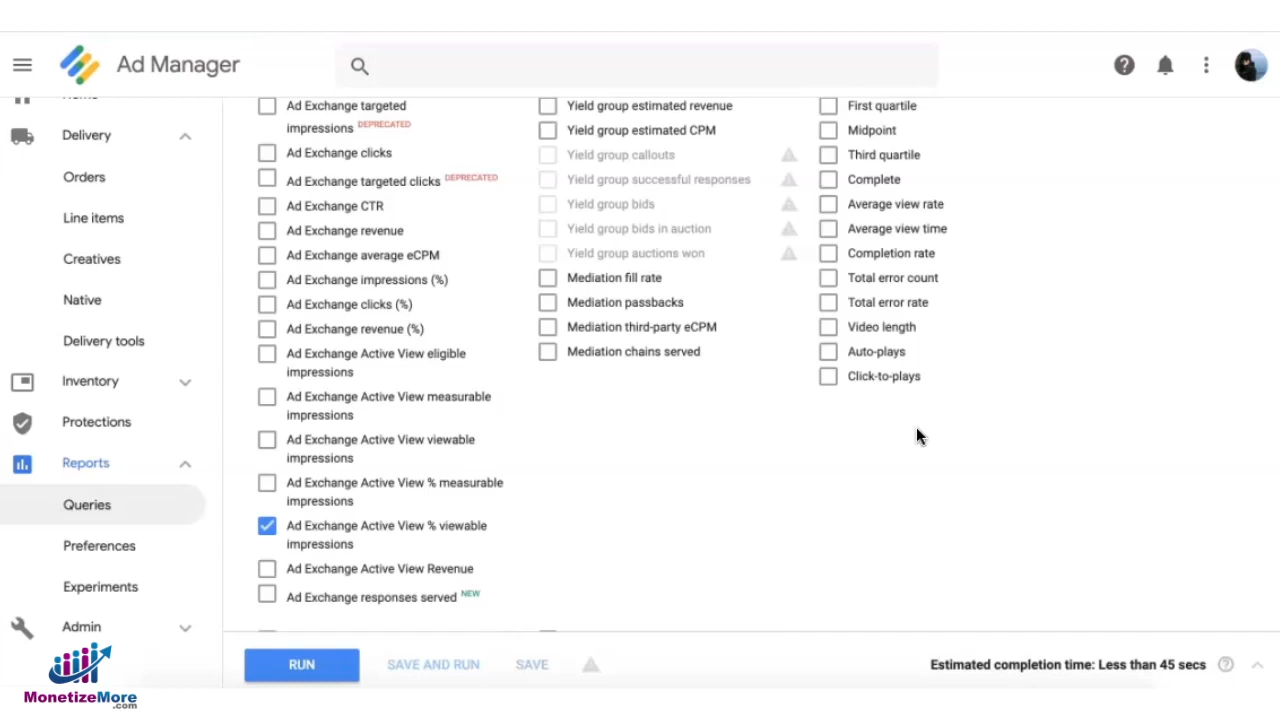 Ad Manager
Delivery
Orders
Line items
Creatives
Native
Delivery tools
Inventory
Protections
Reports
Queries
Preferences
Experiments
Admin
MonetizeMore
.com
Ad Exchange targeted
impressions DEPRECATED
Ad Exchange clicks
Ad Exchange targeted clicks DEPRECATED
Ad Exchange CTR
Ad Exchange revenue
Ad Exchange average eCPM
Ad Exchange impressions (%)
Ad Exchange clicks (%)
Ad Exchange revenue (%)
Ad Exchange Active View eligible
impressions
Ad Exchange Active View measurable
impressions
Ad Exchange Active View viewable
impressions
Ad Exchange Active View % measurable
impressions
Ad Exchange Active View % viewable
impressions
Ad Exchange Active View Revenue
Ad Exchange responses served NEW
Yield group estimated revenue
Yield group estimated CPM
Yield group callouts
Yield group successful responses
Yield group bids
Yield group bids in auction
Yield group auctions won
Mediation fill rate
Mediation passbacks
Mediation third-party eCPM
Mediation chains served
First quartile
Midpoint
Third quartile
Complete
Average view rate
Average view time
Completion rate
Total error count
Total error rate
Video length
Auto-plays
Click-to-plays
RUN
SAVE AND RUN
SAVE
Estimated completion time: Less than 45 secs